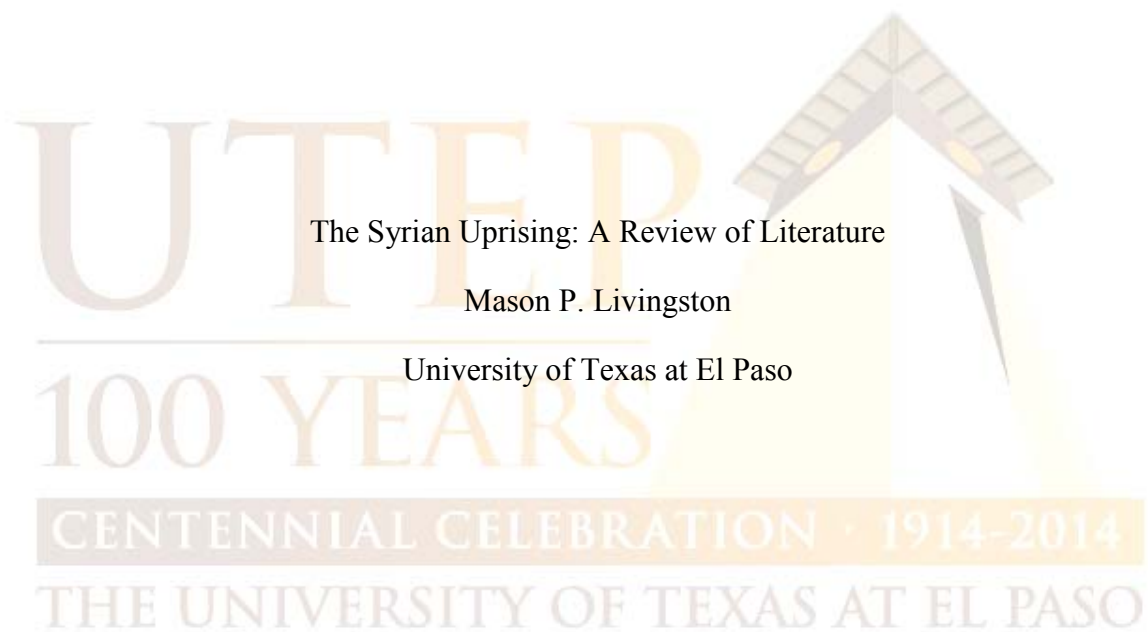 UTEP
The Syrian Uprising: A Review of Literature
Mason P. Livingston
University of Texas at El Paso
100 YEARS
CENTENNIAL CELEBRATION · 1914-2014
THE UNIVERSITY OF TEXAS AT EL PASO